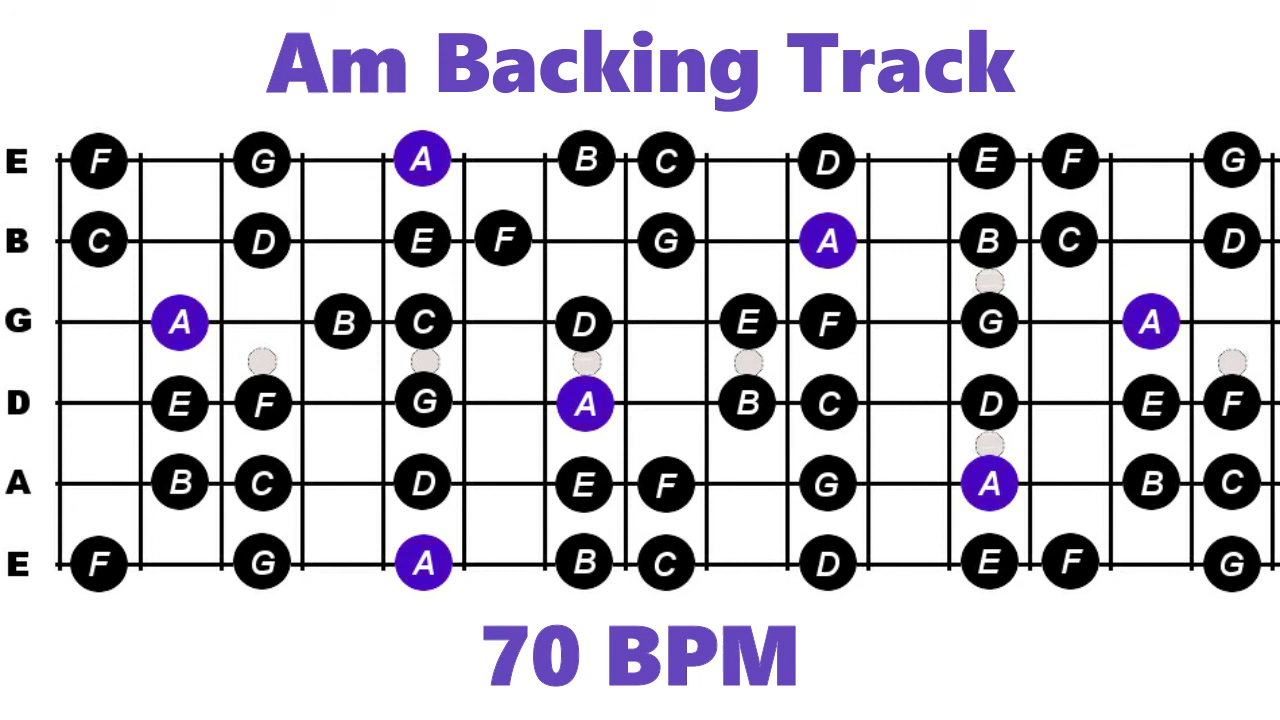 Am Backing Track
E F G A B C D E F G
B C D E F G A B C D
G A B C D E F G A
D E F G A B C D E F
A B C D E F G A B C
E F G A B C D E F G
70 BPM